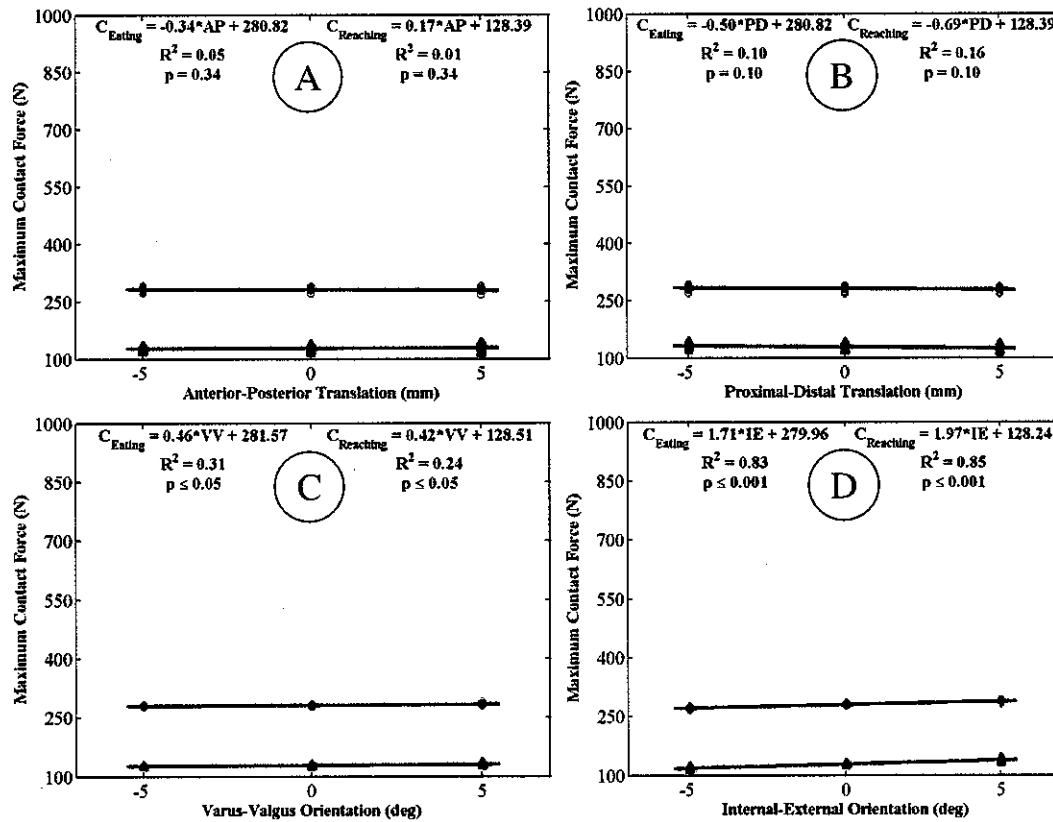 C_Eating = -0.34*AP + 280.82 C_Reaching = 0.17*AP + 128.39
R² = 0.05 R² = 0.01
p = 0.34 p = 0.34
A
Maximum Contact Force (N)
1000
850
700
550
400
250
100
-5 0 5
Anterior-Posterior Translation (mm)
C_Eating = -0.50*PD + 280.82 C_Reaching = -0.69*PD + 128.39
R² = 0.10 R² = 0.16
p = 0.10 p = 0.10
B
Maximum Contact Force (N)
1000
850
700
550
400
250
100
-5 0 5
Proximal-Distal Translation (mm)
C_Eating = 0.46*VV + 281.57 C_Reaching = 0.42*VV + 128.51
R² = 0.31 R² = 0.24
p ≤ 0.05 p ≤ 0.05
C
Maximum Contact Force (N)
1000
850
700
550
400
250
100
-5 0 5
Varus-Valgus Orientation (deg)
C_Eating = 1.71*IE + 279.96 C_Reaching = 1.97*IE + 128.24
R² = 0.83 R² = 0.85
p ≤ 0.001 p ≤ 0.001
D
Maximum Contact Force (N)
1000
850
700
550
400
250
100
-5 0 5
Internal-External Orientation (deg)